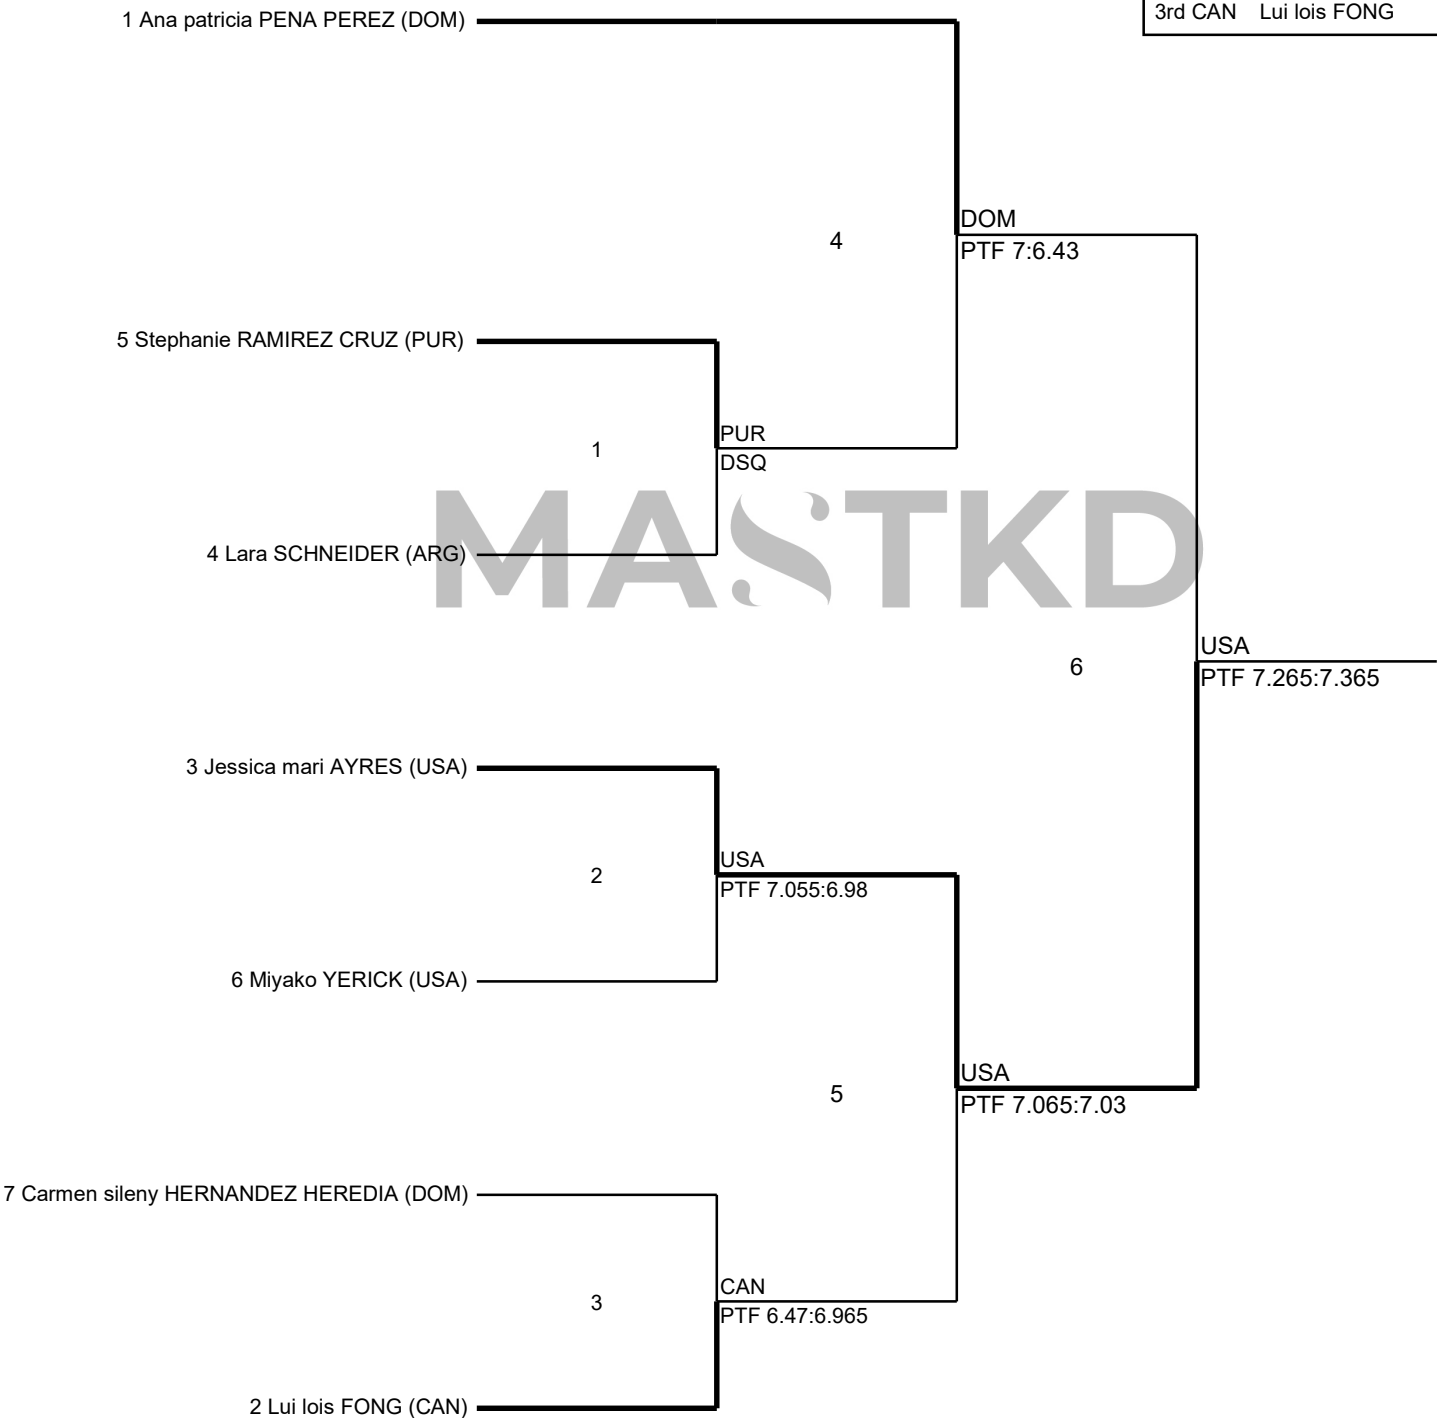 3rd CAN Lui lois FONG
1 Ana patricia PENA PEREZ (DOM)
DOM
4
PTF 7:6.43
5 Stephanie RAMIREZ CRUZ (PUR)
PUR
1
DSQ
MASTKD
4 Lara SCHNEIDER (ARG)
USA
6
PTF 7.265:7.365
3 Jessica mari AYRES (USA)
USA
2
PTF 7.055:6.98
6 Miyako YERICK (USA)
USA
5
PTF 7.065:7.03
7 Carmen sileny HERNANDEZ HEREDIA (DOM)
CAN
3
PTF 6.47:6.965
2 Lui lois FONG (CAN)